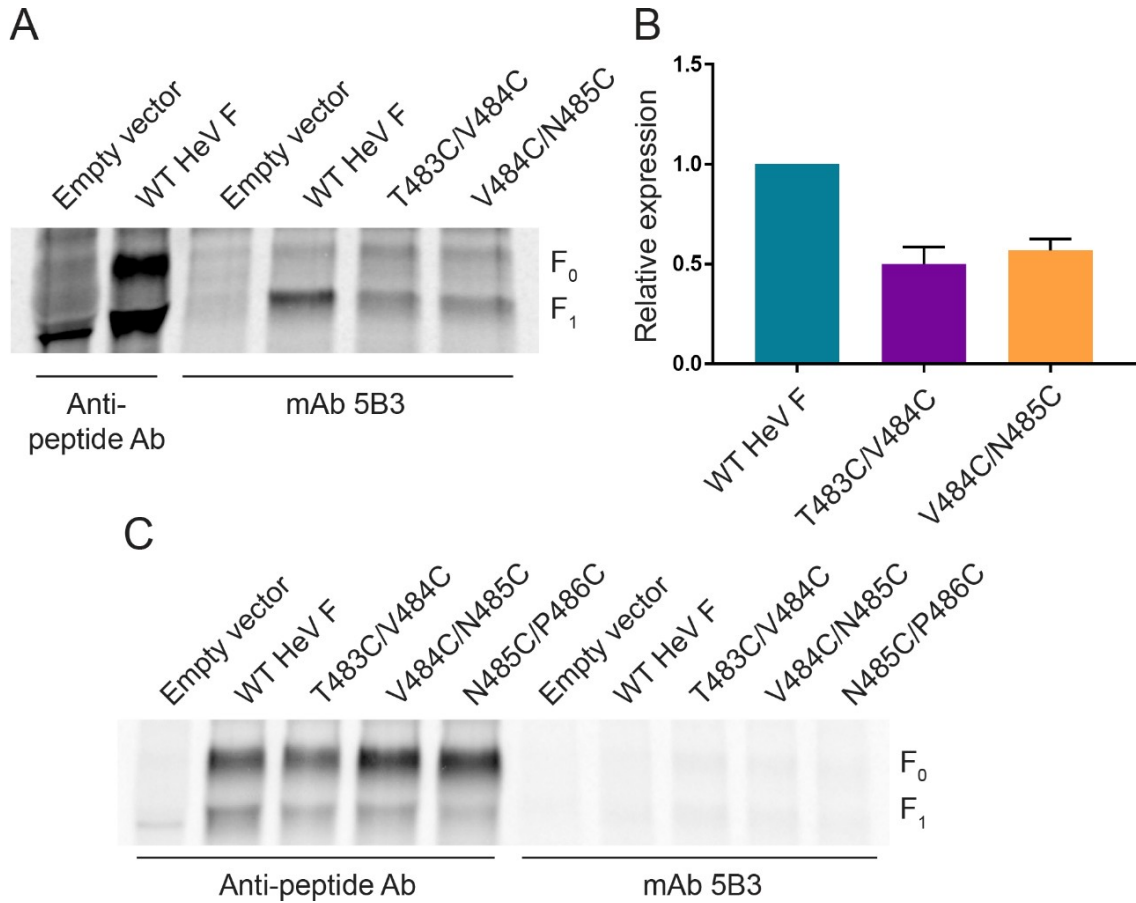 A
Empty vector
WT HeV F
Empty vector
WT HeV F
T483C/V484C
V484C/N485C
F₀
F₁
Anti-
peptide Ab
mAb 5B3
B
Relative expression
1.5
1.0
0.5
0.0
WT HeV F
T483C/V484C
V484C/N485C
C
Empty vector
WT HeV F
T483C/V484C
V484C/N485C
N485C/P486C
Empty vector
WT HeV F
T483C/V484C
V484C/N485C
N485C/P486C
F₀
F₁
Anti-peptide Ab
mAb 5B3